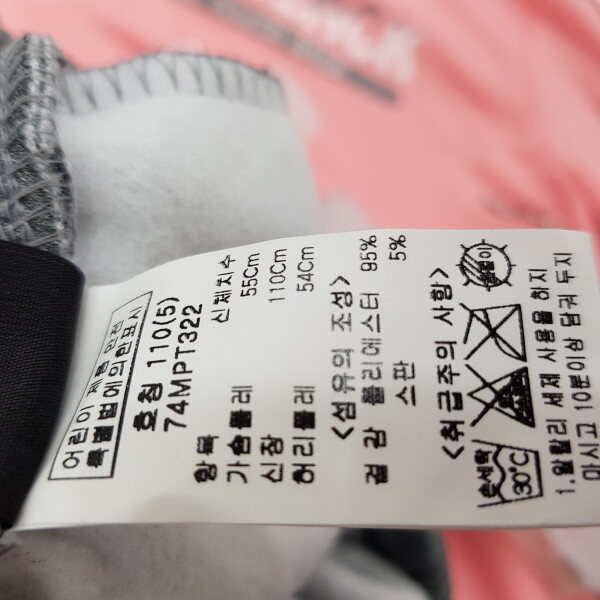 어린이 제품 안전
특별법에 의한 표시
호칭 110(5)
74MPT322
항목 신체치수
가슴둘레 55Cm
신장 110Cm
허리둘레 54Cm
<섬유의 조성>
겉감 폴리에스터 95%
스판 5%
<취급주의 사항>
손세탁
30℃
1.알칼리 세제 사용을 하지
마시고 10분이상 담궈 두지